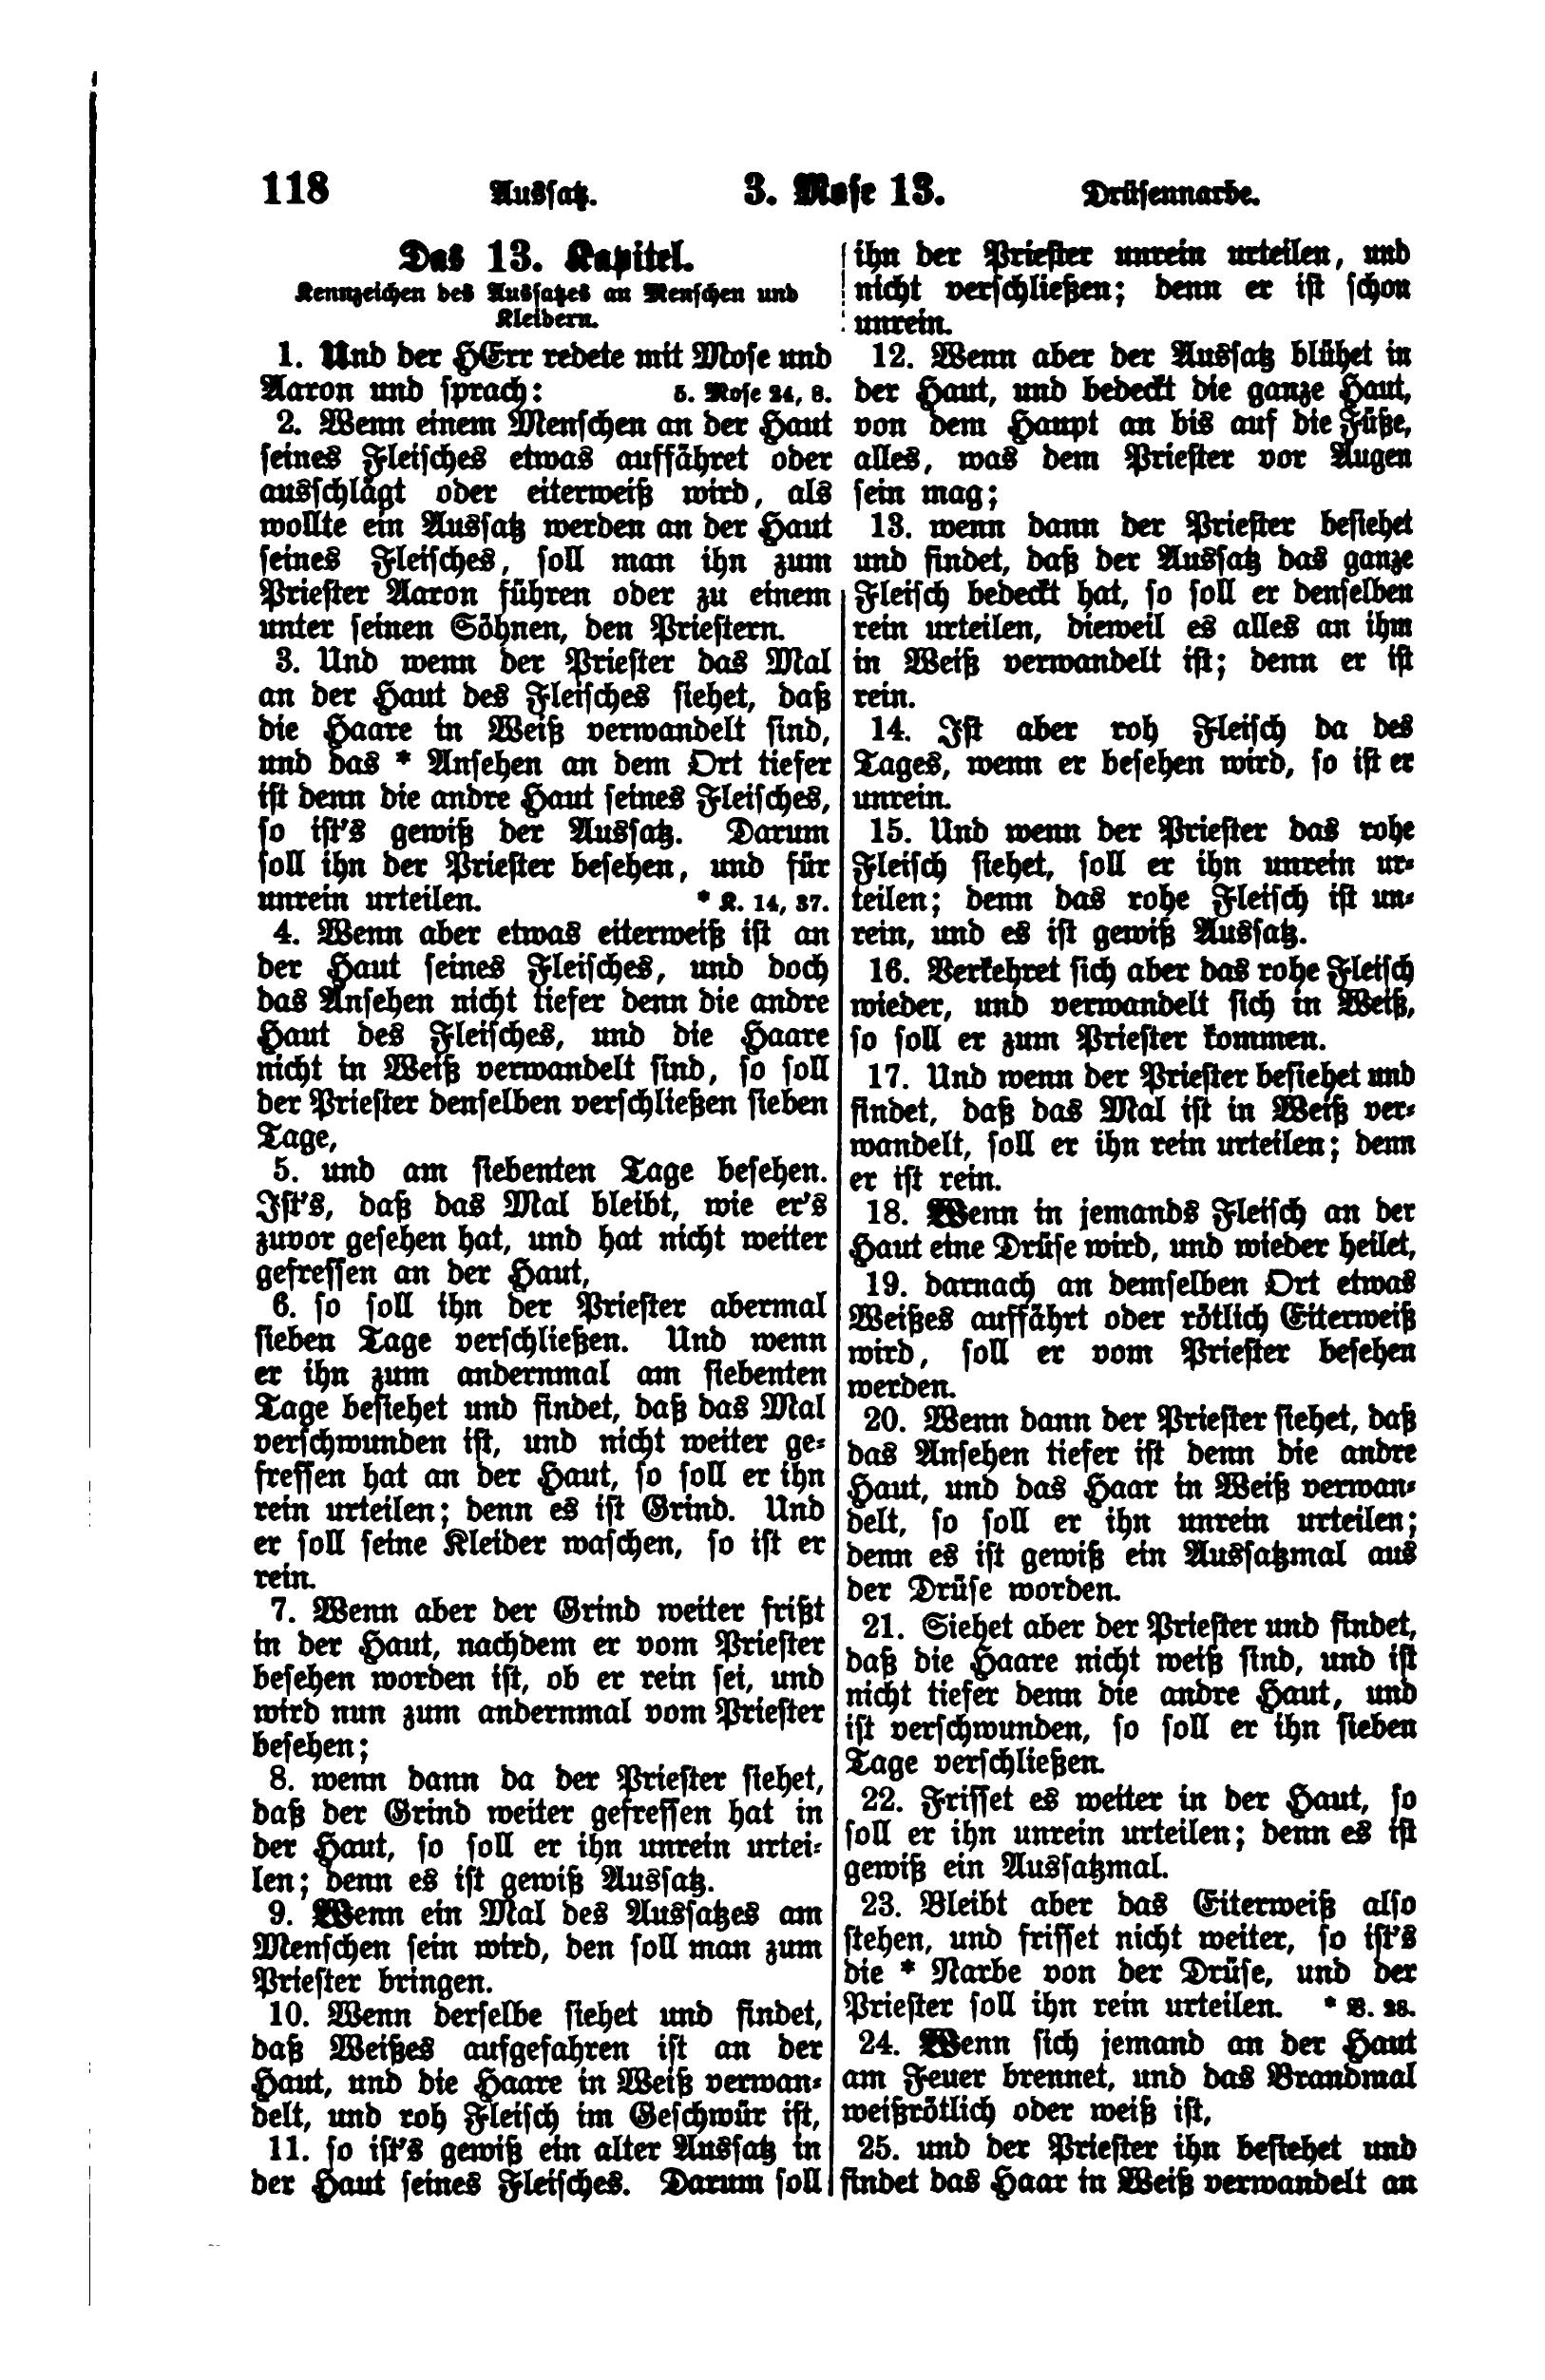 118 Aussatz. 3. Mose 13. Drüsennarbe.
Das 13. Kapitel.
Kennzeichen des Aussatzes an Menschen und
Kleidern.
1. Und der HErr redete mit Mose und
Aaron und sprach: 5. Mose 24, 8.
2. Wenn einem Menschen an der Haut
seines Fleisches etwas auffähret oder
ausschlägt oder eiterweiß wird, als
wollte ein Aussatz werden an der Haut
seines Fleisches, soll man ihn zum
Priester Aaron führen oder zu einem
unter seinen Söhnen, den Priestern.
3. Und wenn der Priester das Mal
an der Haut des Fleisches siehet, daß
die Haare in Weiß verwandelt sind,
und das * Ansehen an dem Ort tiefer
ist denn die andre Haut seines Fleisches,
so ist's gewiß der Aussatz. Darum
soll ihn der Priester besehen, und für
unrein urteilen. * K. 14, 37.
4. Wenn aber etwas eiterweiß ist an
der Haut seines Fleisches, und doch
das Ansehen nicht tiefer denn die andre
Haut des Fleisches, und die Haare
nicht in Weiß verwandelt sind, so soll
der Priester denselben verschließen sieben
Tage,
5. und am siebenten Tage besehen.
Ist's, daß das Mal bleibt, wie er's
zuvor gesehen hat, und hat nicht weiter
gefressen an der Haut,
6. so soll ihn der Priester abermal
sieben Tage verschließen. Und wenn
er ihn zum andernmal am siebenten
Tage besiehet und findet, daß das Mal
verschwunden ist, und nicht weiter ge-
fressen hat an der Haut, so soll er ihn
rein urteilen; denn es ist Grind. Und
er soll seine Kleider waschen, so ist er
rein.
7. Wenn aber der Grind weiter frißt
in der Haut, nachdem er vom Priester
besehen worden ist, ob er rein sei, und
wird nun zum andernmal vom Priester
besehen;
8. wenn dann da der Priester siehet,
daß der Grind weiter gefressen hat in
der Haut, so soll er ihn unrein urtei-
len; denn es ist gewiß Aussatz.
9. Wenn ein Mal des Aussatzes am
Menschen sein wird, den soll man zum
Priester bringen.
10. Wenn derselbe siehet und findet,
daß Weißes aufgefahren ist an der
Haut, und die Haare in Weiß verwan-
delt, und roh Fleisch im Geschwür ist,
11. so ist's gewiß ein alter Aussatz in
der Haut seines Fleisches. Darum soll
ihn der Priester unrein urteilen, und
nicht verschließen; denn er ist schon
unrein.
12. Wenn aber der Aussatz blühet in
der Haut, und bedeckt die ganze Haut,
von dem Haupt an bis auf die Füße,
alles, was dem Priester vor Augen
sein mag;
13. wenn dann der Priester besiehet
und findet, daß der Aussatz das ganze
Fleisch bedeckt hat, so soll er denselben
rein urteilen, dieweil es alles an ihm
in Weiß verwandelt ist; denn er ist
rein.
14. Ist aber roh Fleisch da des
Tages, wenn er besehen wird, so ist er
unrein.
15. Und wenn der Priester das rohe
Fleisch siehet, soll er ihn unrein ur-
teilen; denn das rohe Fleisch ist un-
rein, und es ist gewiß Aussatz.
16. Verkehret sich aber das rohe Fleisch
wieder, und verwandelt sich in Weiß,
so soll er zum Priester kommen.
17. Und wenn der Priester besiehet und
findet, daß das Mal ist in Weiß ver-
wandelt, soll er ihn rein urteilen; denn
er ist rein.
18. Wenn in jemands Fleisch an der
Haut eine Drüse wird, und wieder heilet,
19. darnach an demselben Ort etwas
Weißes auffährt oder rötlich Eiterweiß
wird, soll er vom Priester besehen
werden.
20. Wenn dann der Priester siehet, daß
das Ansehen tiefer ist denn die andre
Haut, und das Haar in Weiß verwan-
delt, so soll er ihn unrein urteilen;
denn es ist gewiß ein Aussatzmal aus
der Drüse worden.
21. Siehet aber der Priester und findet,
daß die Haare nicht weiß sind, und ist
nicht tiefer denn die andre Haut, und
ist verschwunden, so soll er ihn sieben
Tage verschließen.
22. Frisset es weiter in der Haut, so
soll er ihn unrein urteilen; denn es ist
gewiß ein Aussatzmal.
23. Bleibt aber das Eiterweiß also
stehen, und frisset nicht weiter, so ist's
die * Narbe von der Drüse, und der
Priester soll ihn rein urteilen. * V. 28.
24. Wenn sich jemand an der Haut
am Feuer brennet, und das Brandmal
weißrötlich oder weiß ist,
25. und der Priester ihn besiehet und
findet das Haar in Weiß verwandelt an